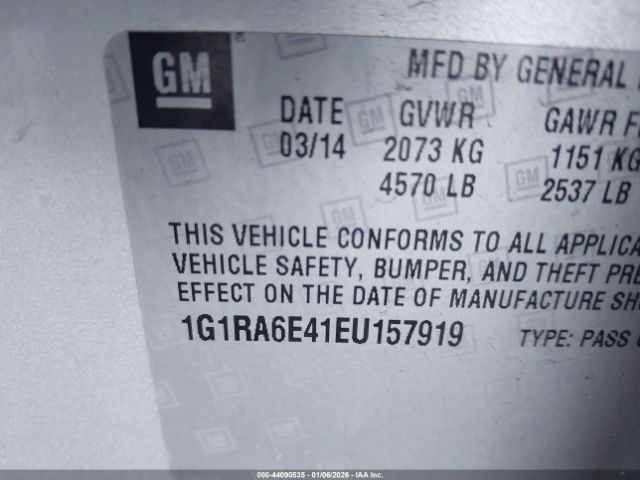 GM
MFD BY GENERAL
DATE GVWR GAWR F
03/14 2073 KG 1151 KG
4570 LB 2537 LB
THIS VEHICLE CONFORMS TO ALL APPLICA
VEHICLE SAFETY, BUMPER, AND THEFT PRE
EFFECT ON THE DATE OF MANUFACTURE SH
1G1RA6E41EU157919 TYPE: PASS
000-44090535 - 01/06/2026 - IAA Inc.